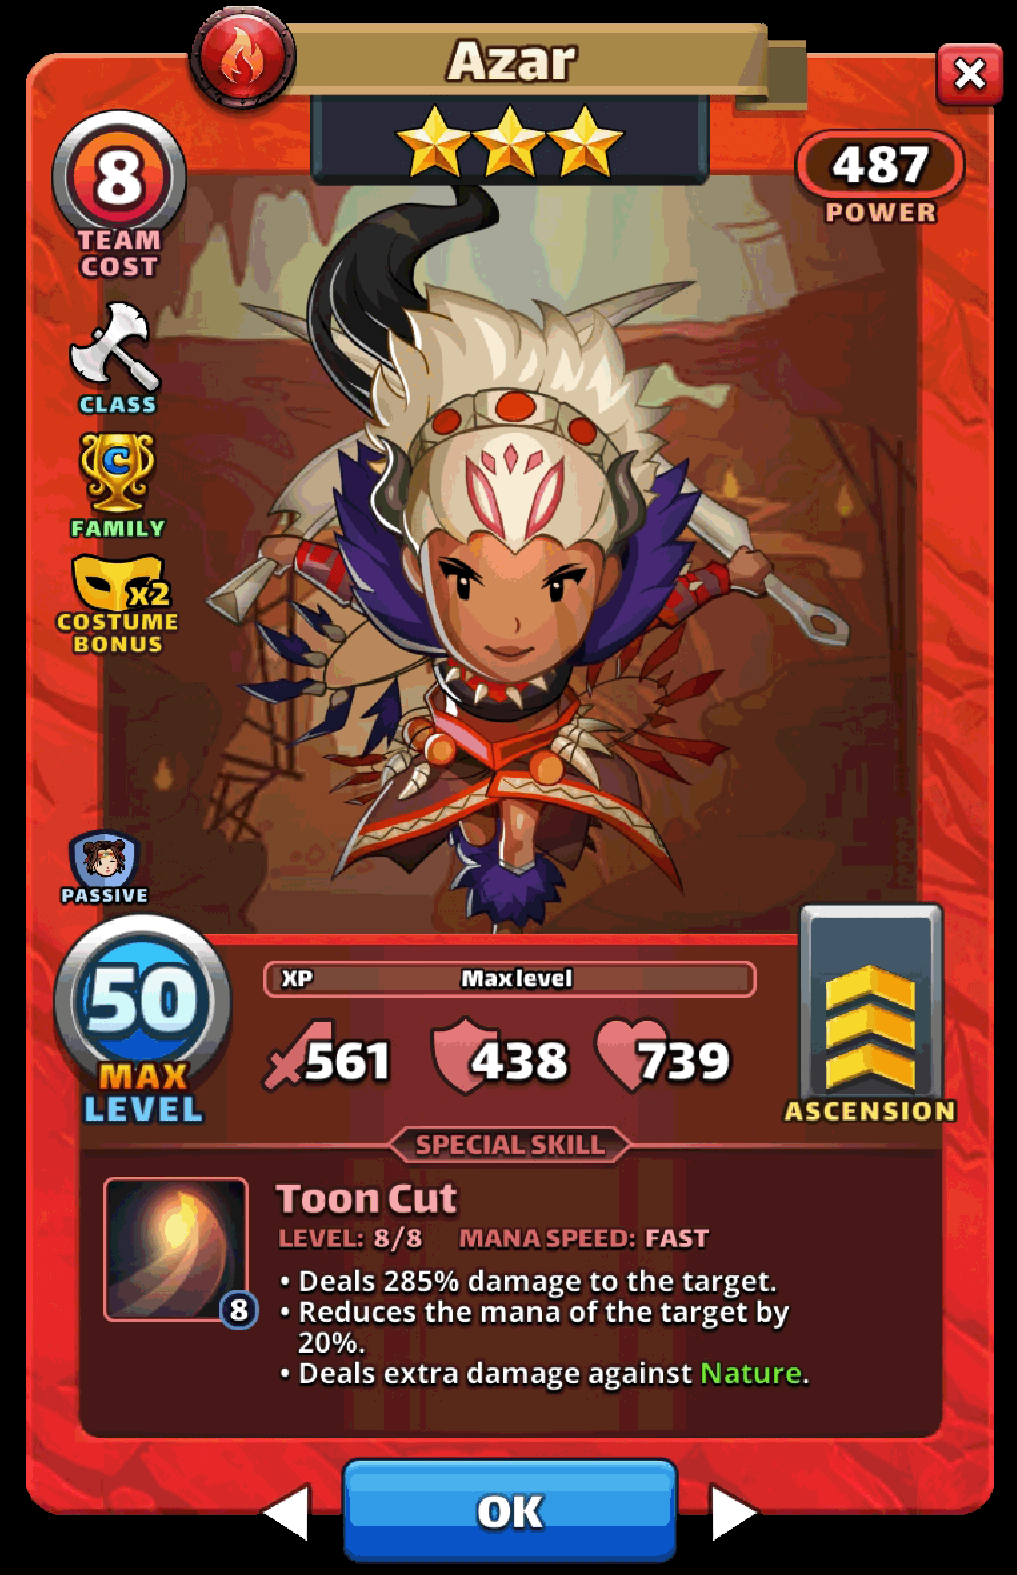 Azar
8
TEAM
COST
487
POWER
CLASS
C
FAMILY
x2
COSTUME
BONUS
PASSIVE
50
MAX
LEVEL
XP Max level
561 438 739
ASCENSION
SPECIAL SKILL
Toon Cut
LEVEL: 8/8 MANA SPEED: FAST
8
• Deals 285% damage to the target.
• Reduces the mana of the target by
20%.
• Deals extra damage against Nature.
OK